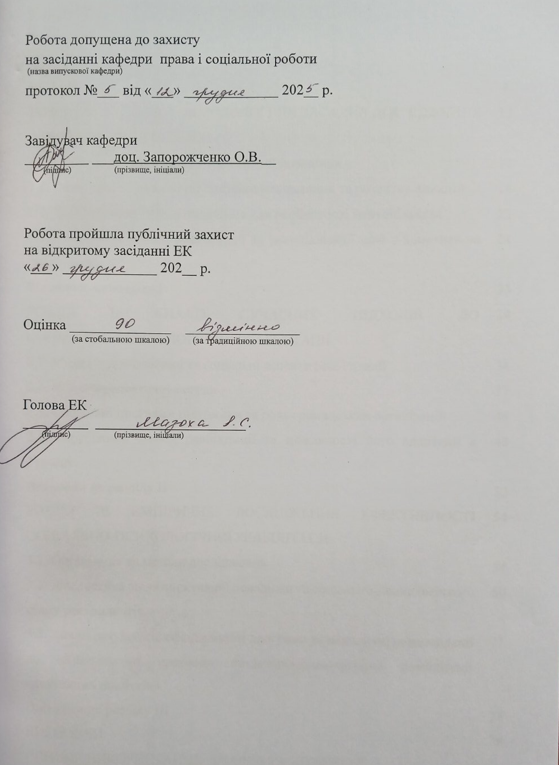 Робота допущена до захисту
на засіданні кафедри права і соціальної роботи
(назва випускової кафедри)
протокол № 5 від «12» грудня 2025 р.
Завідувач кафедри
доц. Запорожченко О.В.
(підпис) (прізвище, ініціали)
Робота пройшла публічний захист
на відкритому засіданні ЕК
«26» грудня 202__ р.
Оцінка 90 відмінно
(за стобальною шкалою) (за традиційною шкалою)
Голова ЕК
Мазоха І.С.
(підпис) (прізвище, ініціали)